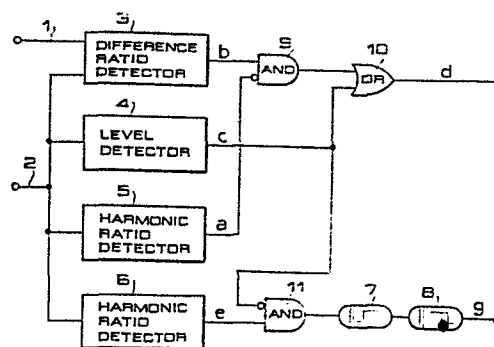 1
3
DIFFERENCE
RATIO
DETECTOR
b
9
AND
10
OR
d
4
LEVEL
DETECTOR
c
2
5
HARMONIC
RATIO
DETECTOR
a
6
HARMONIC
RATIO
DETECTOR
e
11
AND
7
8
g